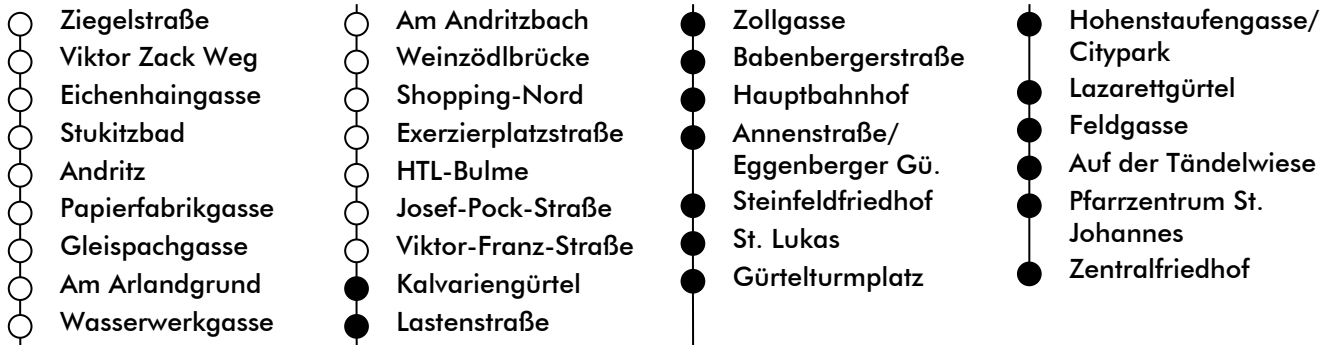 Ziegelstraße
Viktor Zack Weg
Eichenhaingasse
Stukitzbad
Andritz
Papierfabrikgasse
Gleispachgasse
Am Arlandgrund
Wasserwerkgasse
Am Andritzbach
Weinzödlbrücke
Shopping-Nord
Exerzierplatzstraße
HTL-Bulme
Josef-Pock-Straße
Viktor-Franz-Straße
Kalvariengürtel
Lastenstraße
Zollgasse
Babenbergerstraße
Hauptbahnhof
Annenstraße/
Eggenberger Gü.
Steinfeldfriedhof
St. Lukas
Gürtelturmplatz
Hohenstaufengasse/
Citypark
Lazarettgürtel
Feldgasse
Auf der Tändelwiese
Pfarrzentrum St.
Johannes
Zentralfriedhof